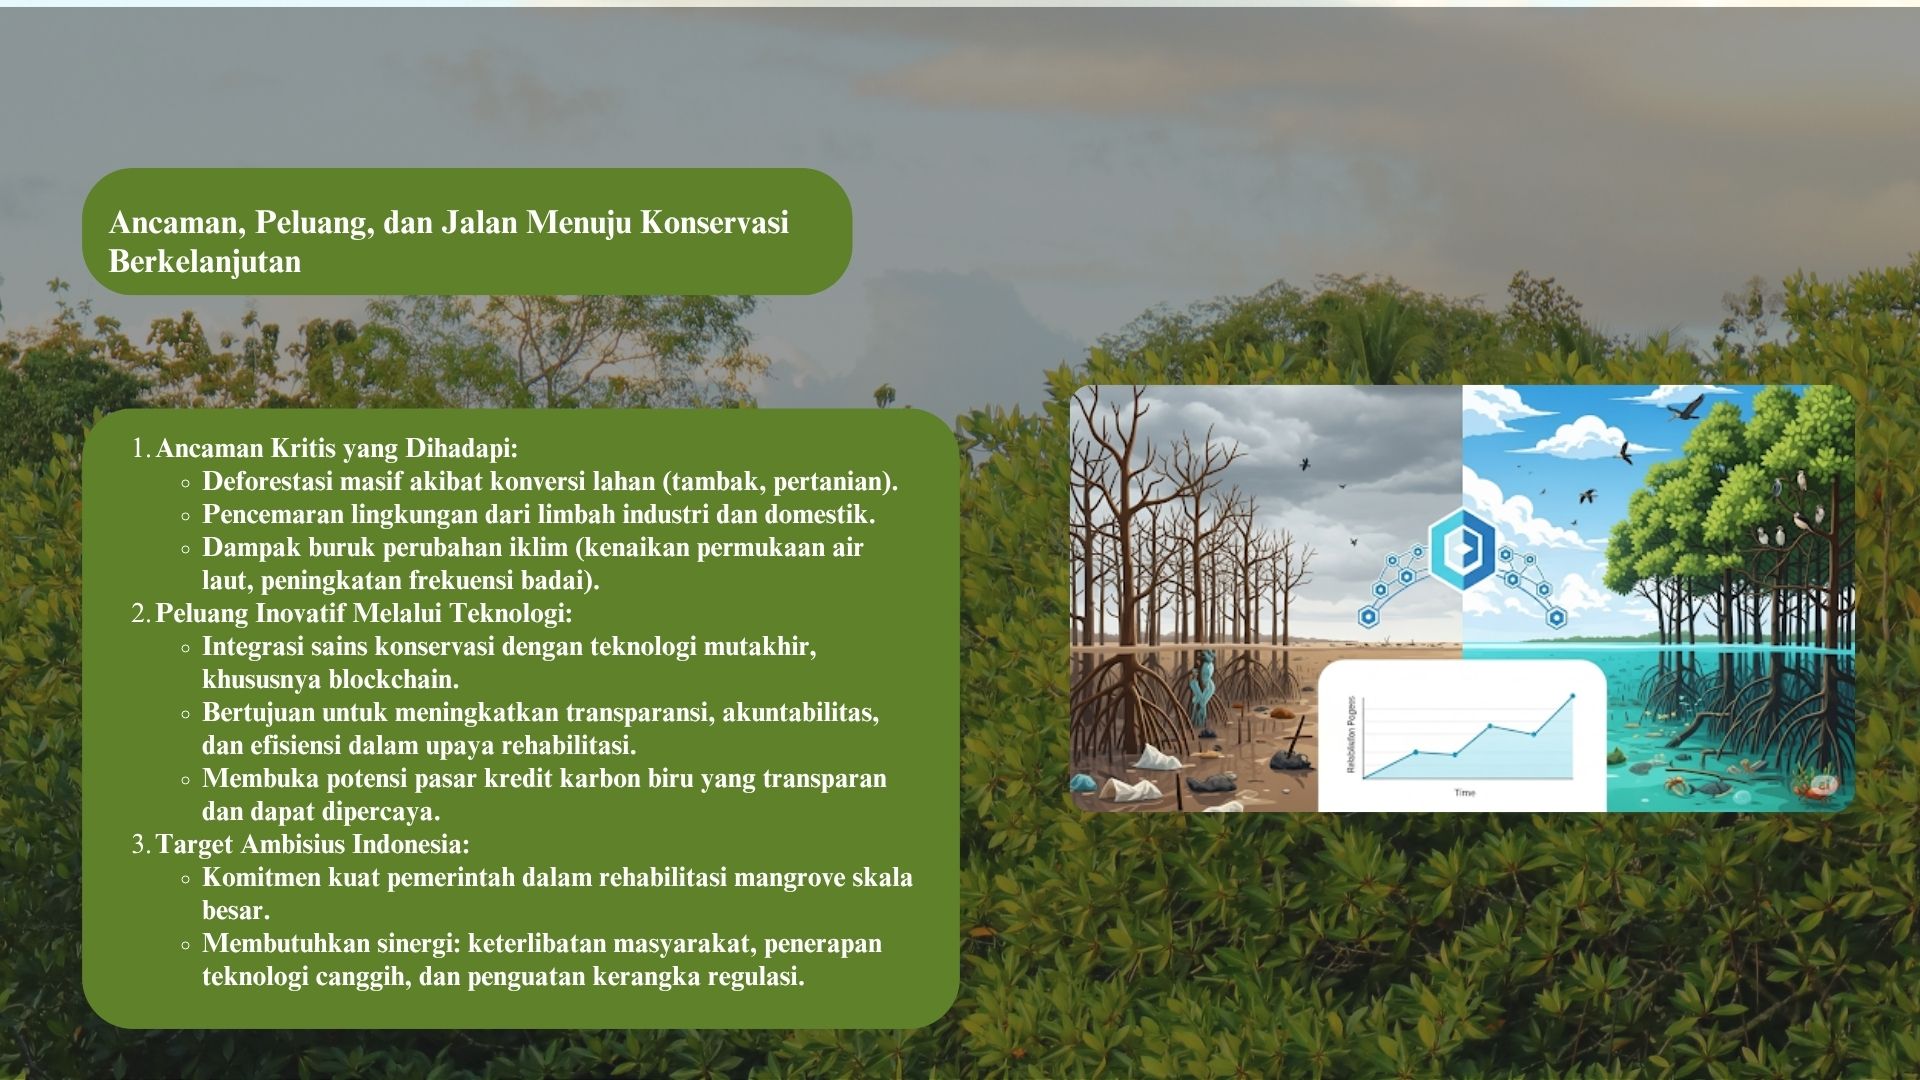 Ancaman, Peluang, dan Jalan Menuju Konservasi
Berkelanjutan
1. Ancaman Kritis yang Dihadapi:
◦ Deforestasi masif akibat konversi lahan (tambak, pertanian).
◦ Pencemaran lingkungan dari limbah industri dan domestik.
◦ Dampak buruk perubahan iklim (kenaikan permukaan air
laut, peningkatan frekuensi badai).
2. Peluang Inovatif Melalui Teknologi:
◦ Integrasi sains konservasi dengan teknologi mutakhir,
khususnya blockchain.
◦ Bertujuan untuk meningkatkan transparansi, akuntabilitas,
dan efisiensi dalam upaya rehabilitasi.
◦ Membuka potensi pasar kredit karbon biru yang transparan
dan dapat dipercaya.
3. Target Ambisius Indonesia:
◦ Komitmen kuat pemerintah dalam rehabilitasi mangrove skala
besar.
◦ Membutuhkan sinergi: keterlibatan masyarakat, penerapan
teknologi canggih, dan penguatan kerangka regulasi.
Time
ai